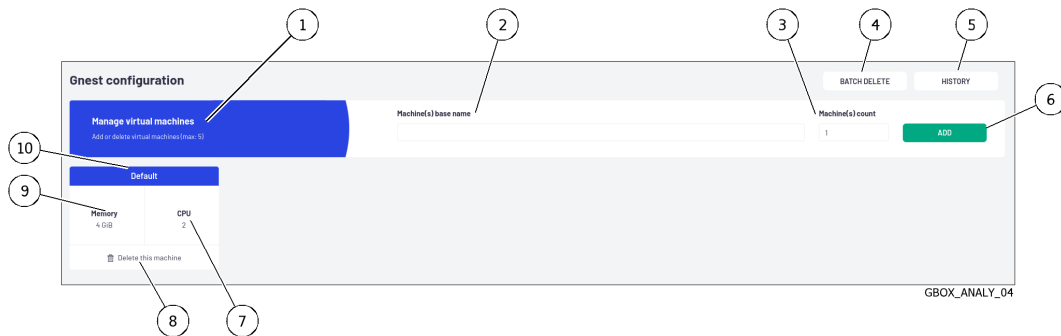 1
2
3
4
5
Gnest configuration
BATCH DELETE
HISTORY
6
Manage virtual machines
Add or delete virtual machines (max: 5)
Machine(s) base name
Machine(s) count
1
ADD
10
Default
9
Memory
4 GiB
CPU
2
Delete this machine
8
7
GBOX_ANALY_04